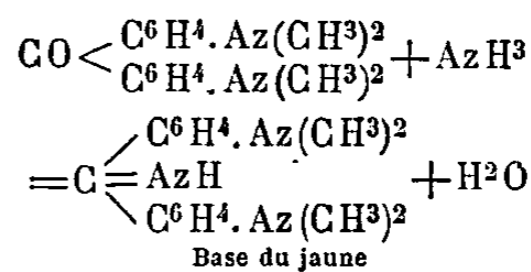 C⁶H⁴.Az(CH³)²
CO< +AzH³
C⁶H⁴.Az(CH³)²
C⁶H⁴.Az(CH³)²
=C=AzH +H²O
C⁶H⁴.Az(CH³)²
Base du jaune